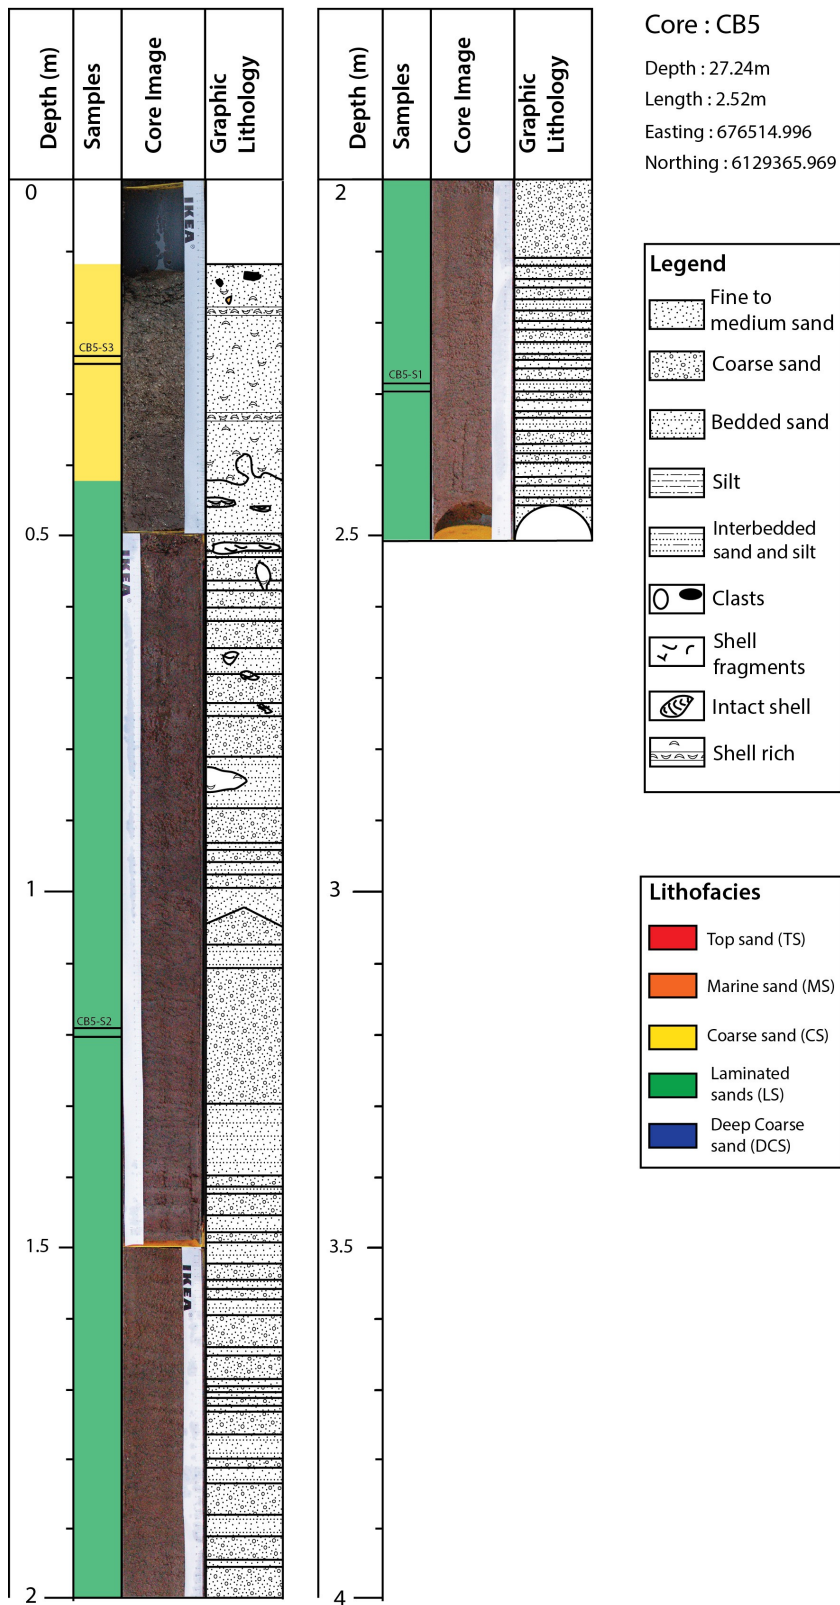 Depth (m)
Samples
Core Image
Graphic
Lithology
Depth (m)
Samples
Core Image
Graphic
Lithology
Core : CB5
Depth : 27.24m
Length : 2.52m
Easting : 676514.996
Northing : 6129365.969
0
IKEA
CB5-S3
0.5
IKEA
1
CB5-S2
1.5
IKEA
2
2
CB5-S1
2.5
3
3.5
4
Legend
Fine to
medium sand
Coarse sand
Bedded sand
Silt
Interbedded
sand and silt
Clasts
Shell
fragments
Intact shell
Shell rich
Lithofacies
Top sand (TS)
Marine sand (MS)
Coarse sand (CS)
Laminated
sands (LS)
Deep Coarse
sand (DCS)